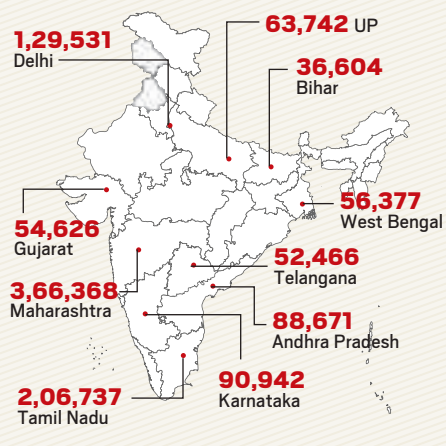 1,29,531
Delhi
63,742 UP
36,604
Bihar
56,377
West Bengal
54,626
Gujarat
52,466
Telangana
3,66,368
Maharashtra
88,671
Andhra Pradesh
90,942
Karnataka
2,06,737
Tamil Nadu